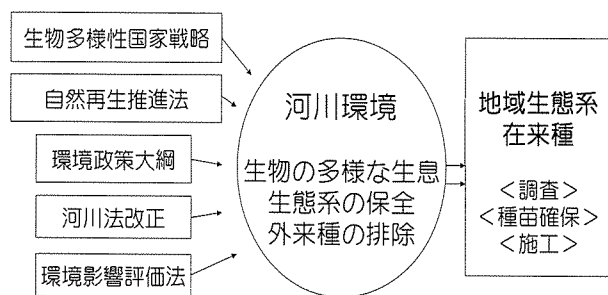 生物多様性国家戦略
自然再生推進法
環境政策大綱
河川法改正
環境影響評価法
河川環境
生物の多様な生息
生態系の保全
外来種の排除
地域生態系
在来種
<調査>
<種苗確保>
<施工>